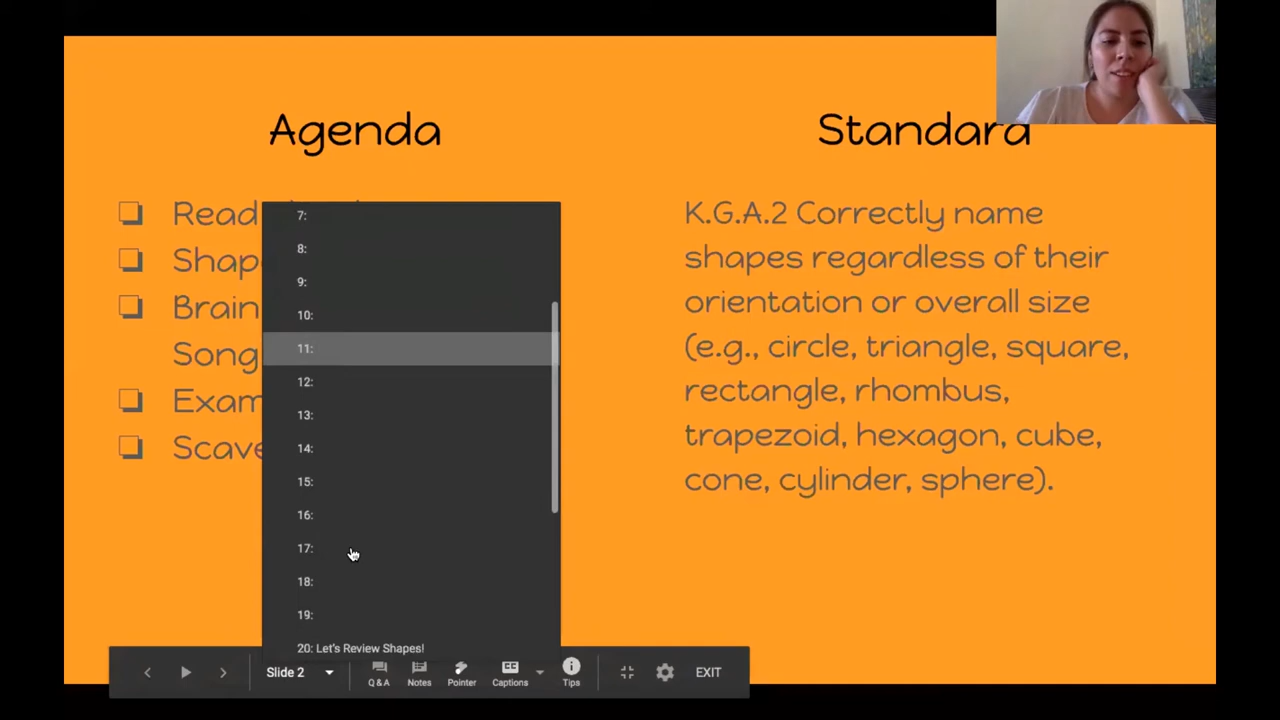 Agenda
Standard
Read
Shap
Brain
Song
Exam
Scave
K.G.A.2 Correctly name
shapes regardless of their
orientation or overall size
(e.g., circle, triangle, square,
rectangle, rhombus,
trapezoid, hexagon, cube,
cone, cylinder, sphere).
7:
8:
9:
10:
11:
12:
13:
14:
15:
16:
17:
18:
19:
20: Let's Review Shapes!
Slide 2
Q&A
Notes
Pointer
CC
Captions
Tips
EXIT